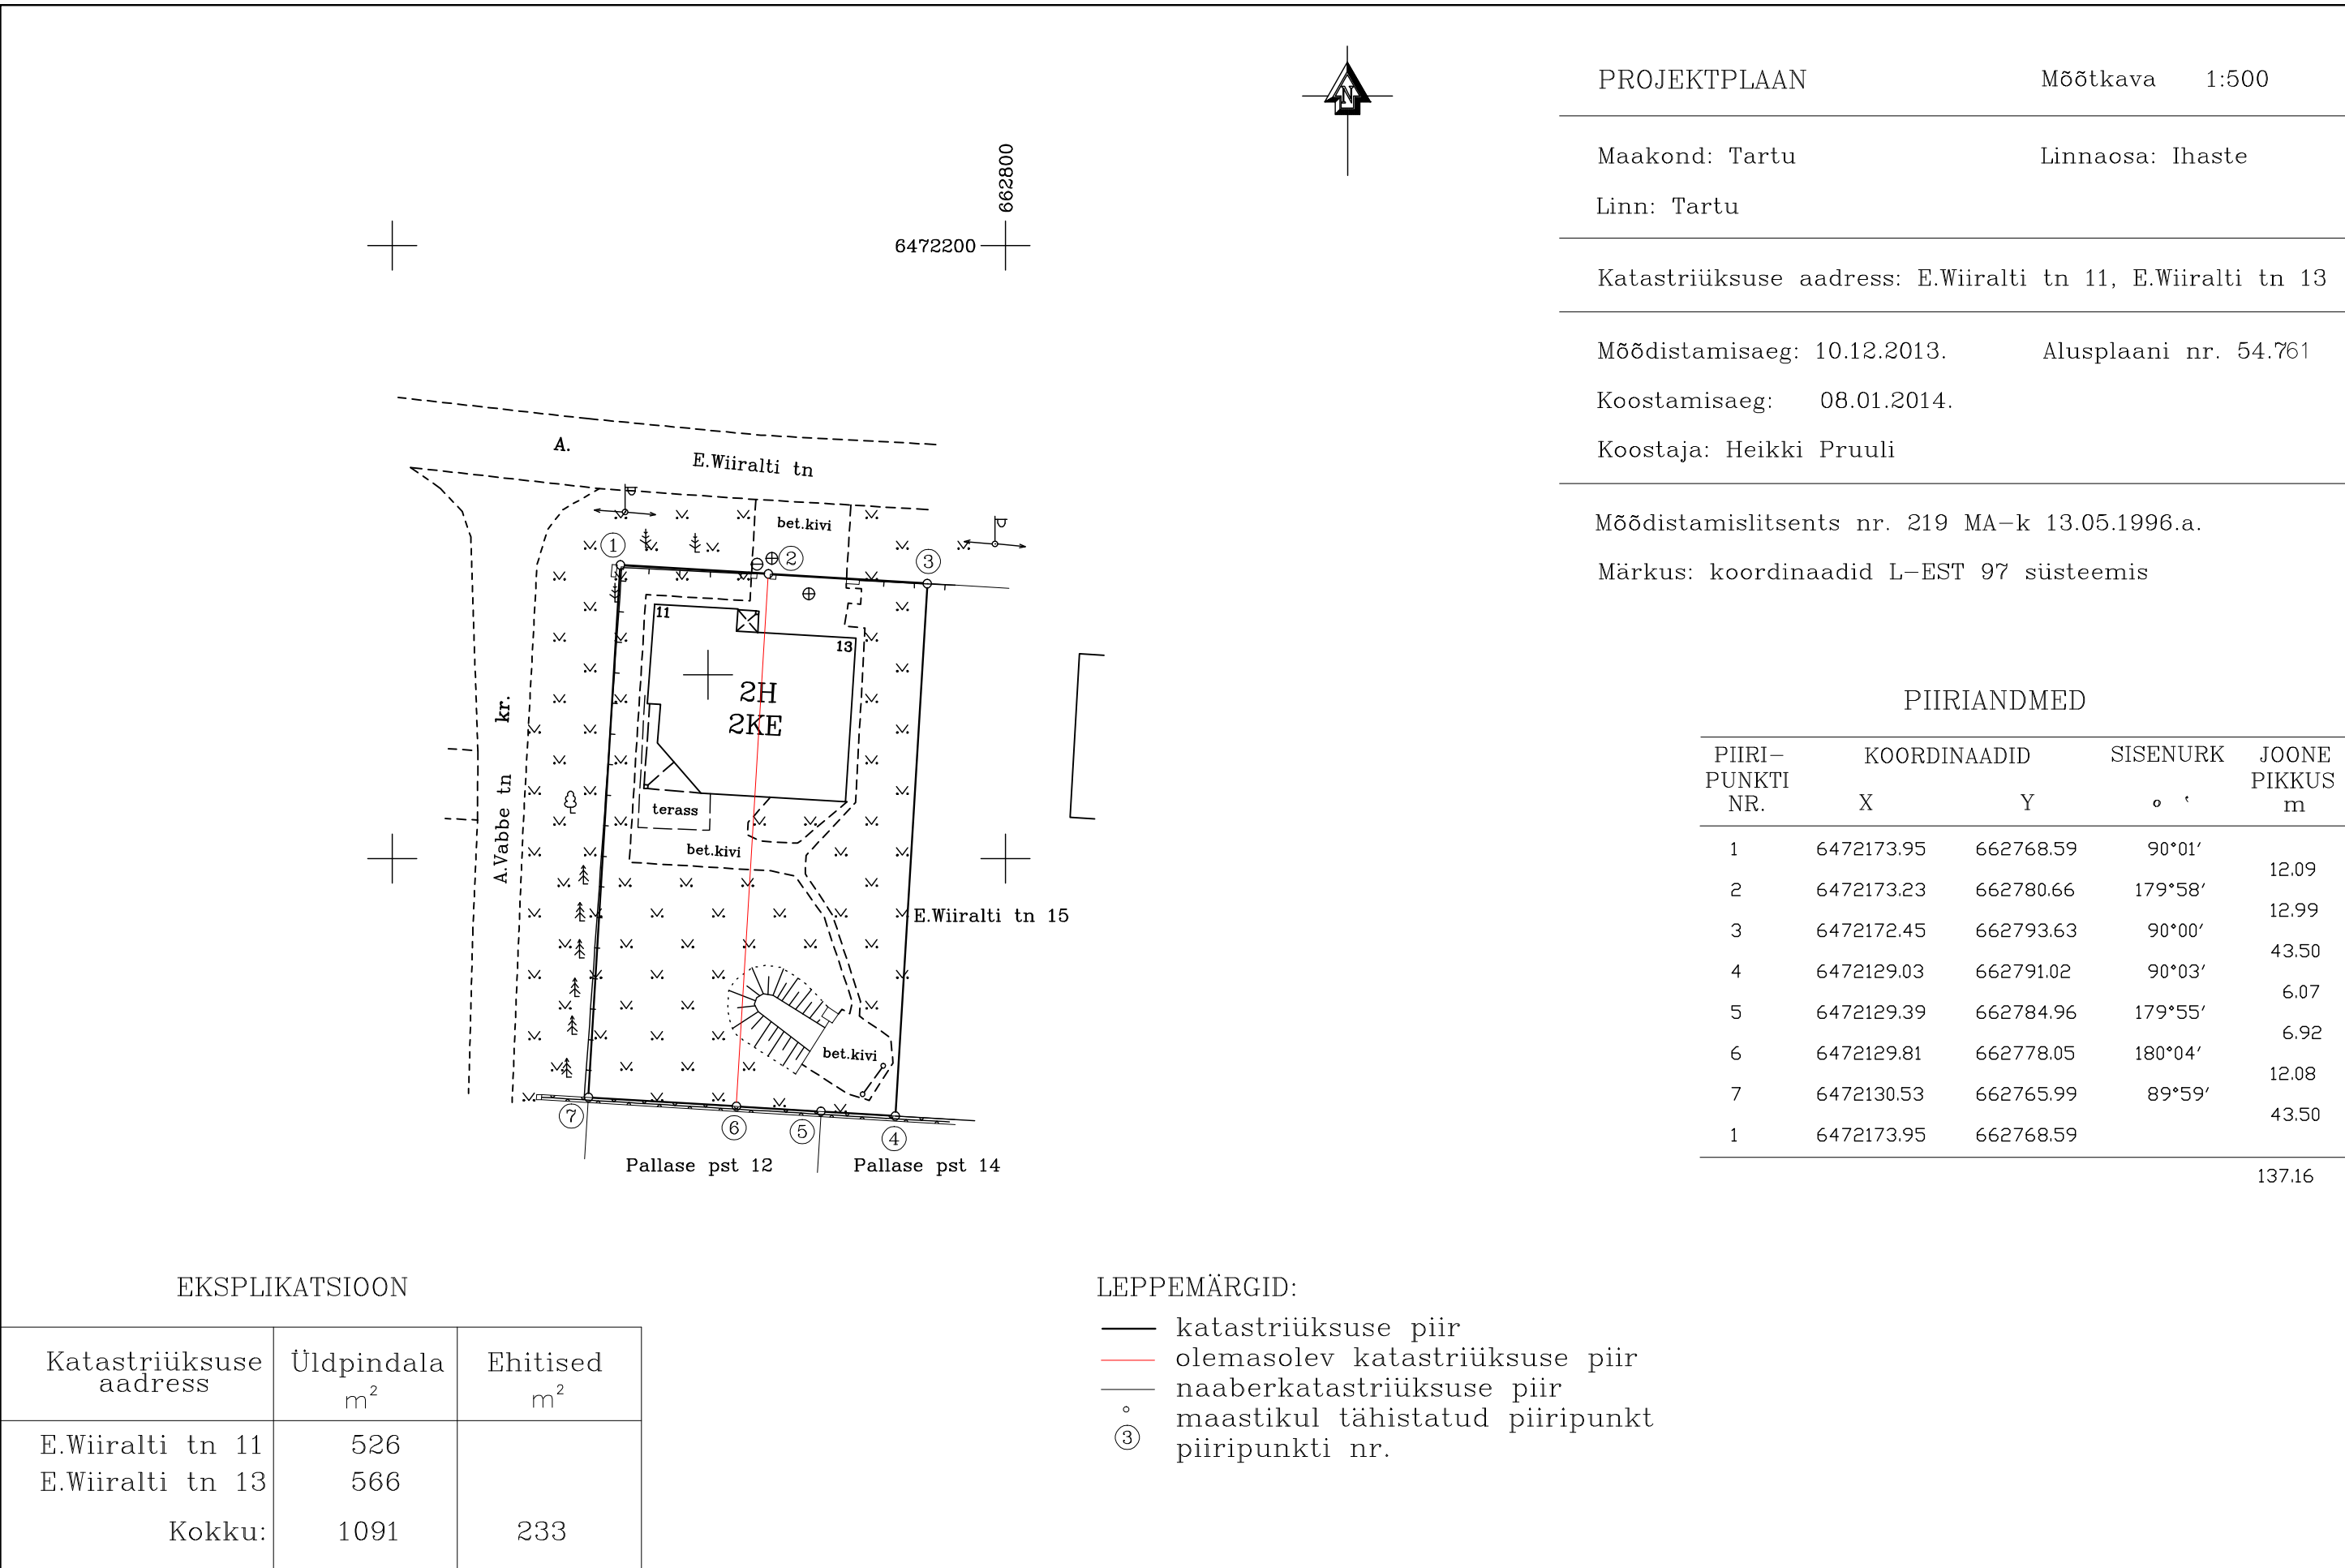 PROJEKTPLAAN Mõõtkava 1:500
Maakond: Tartu Linnaosa: Ihaste
Linn: Tartu
Katastriüksuse aadress: E.Wiiralti tn 11, E.Wiiralti tn 13
Mõõdistamisaeg: 10.12.2013. Alusplaani nr. 54.761
Koostamisaeg: 08.01.2014.
Koostaja: Heikki Pruuli
Mõõdistamislitsents nr. 219 MA-k 13.05.1996.a.
Märkus: koordinaadid L-EST 97 süsteemis
N
662800
6472200
A.
E.Wiiralti tn
bet.kivi
1
2
3
11
13
2H
2KE
kr.
A.Vabbe tn
terass
bet.kivi
E.Wiiralti tn 15
bet.kivi
7
6
5
4
Pallase pst 12 Pallase pst 14
PIIRIANDMED
PIIRI- KOORDINAADID SISENURK JOONE
PUNKTI PIKKUS
NR. X Y o ‛ m
1 6472173.95 662768.59 90°01′
12.09
2 6472173.23 662780.66 179°58′
12.99
3 6472172.45 662793.63 90°00′
43.50
4 6472129.03 662791.02 90°03′
6.07
5 6472129.39 662784.96 179°55′
6.92
6 6472129.81 662778.05 180°04′
12.08
7 6472130.53 662765.99 89°59′
43.50
1 6472173.95 662768.59
137.16
EKSPLIKATSIOON
Katastriüksuse Üldpindala Ehitised
aadress m² m²
E.Wiiralti tn 11 526
E.Wiiralti tn 13 566
Kokku: 1091 233
LEPPEMÄRGID:
katastriüksuse piir
olemasolev katastriüksuse piir
naaberkatastriüksuse piir
maastikul tähistatud piiripunkt
3 piiripunkti nr.